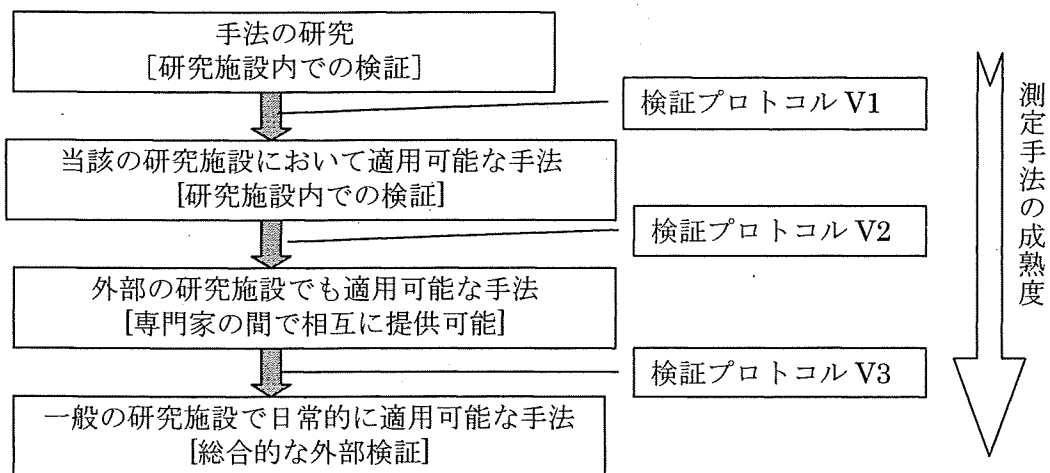 手法の研究
［研究施設内での検証］
検証プロトコル V1
当該の研究施設において適用可能な手法
[研究施設内での検証]
検証プロトコル V2
外部の研究施設でも適用可能な手法
[専門家の間で相互に提供可能]
検証プロトコル V3
一般の研究施設で日常的に適用可能な手法
[総合的な外部検証]
測定手法の成熟度